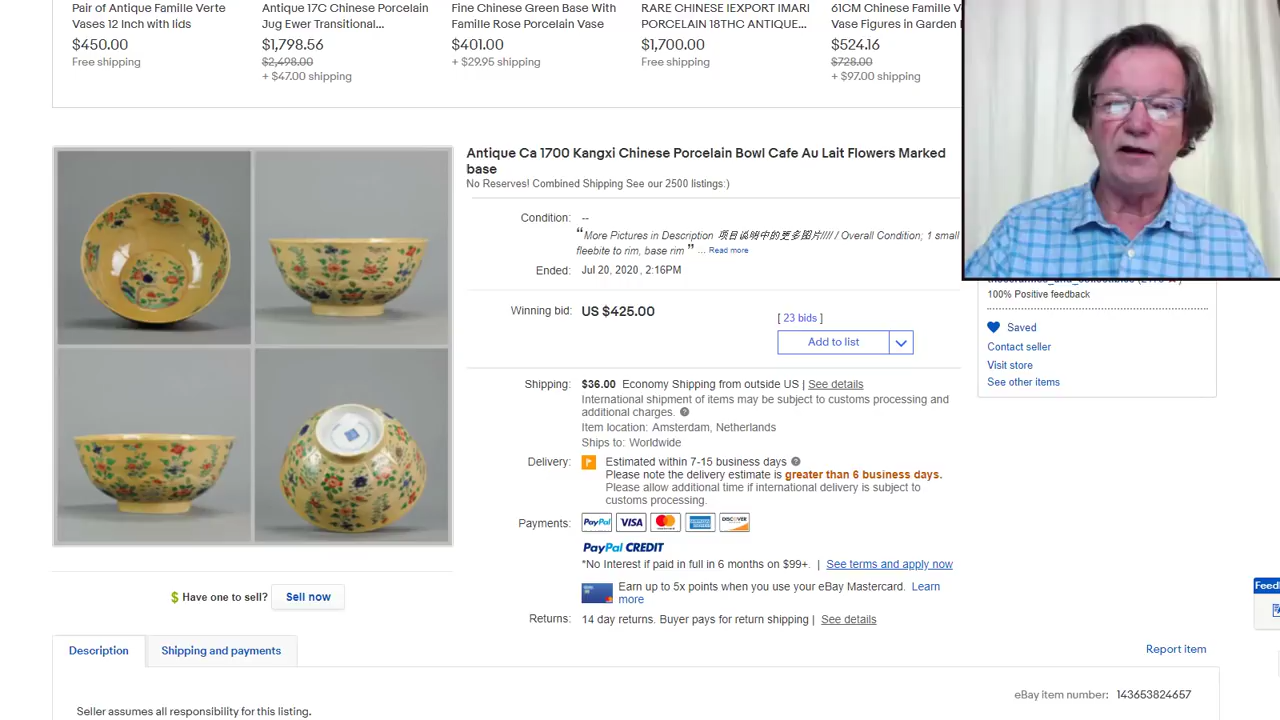 Pair of Antique Famille Verte
Vases 12 Inch with lids
$450.00
Free shipping
Antique 17C Chinese Porcelain
Jug Ewer Transitional...
$1,798.56
$2,498.00
+ $47.00 shipping
Fine Chinese Green Base With
Famille Rose Porcelain Vase
$401.00
+ $29.95 shipping
RARE CHINESE IEXPORT IMARI
PORCELAIN 18THC ANTIQUE...
$1,700.00
Free shipping
61CM Chinese Famille V
Vase Figures in Garden
$524.16
$728.00
+ $97.00 shipping
Antique Ca 1700 Kangxi Chinese Porcelain Bowl Cafe Au Lait Flowers Marked
base
No Reserves! Combined Shipping See our 2500 listings:)
Condition: --
“More Pictures in Description 项目说明中的更多图片//// / Overall Condition; 1 small
fleebite to rim, base rim ” ... Read more
Ended: Jul 20, 2020 , 2:16PM
Winning bid: US $425.00
[ 23 bids ]
Add to list
Shipping: $36.00 Economy Shipping from outside US | See details
International shipment of items may be subject to customs processing and
additional charges.
Item location: Amsterdam, Netherlands
Ships to: Worldwide
Delivery: Estimated within 7-15 business days
Please note the delivery estimate is greater than 6 business days.
Please allow additional time if international delivery is subject to
customs processing.
Payments: PayPal VISA MasterCard AMERICAN EXPRESS DISCOVER
PayPal CREDIT
*No Interest if paid in full in 6 months on $99+. | See terms and apply now
Earn up to 5x points when you use your eBay Mastercard. Learn
more
Returns: 14 day returns. Buyer pays for return shipping | See details
100% Positive feedback
Saved
Contact seller
Visit store
See other items
$ Have one to sell? Sell now
Description
Shipping and payments
Report item
eBay item number: 143653824657
Seller assumes all responsibility for this listing.